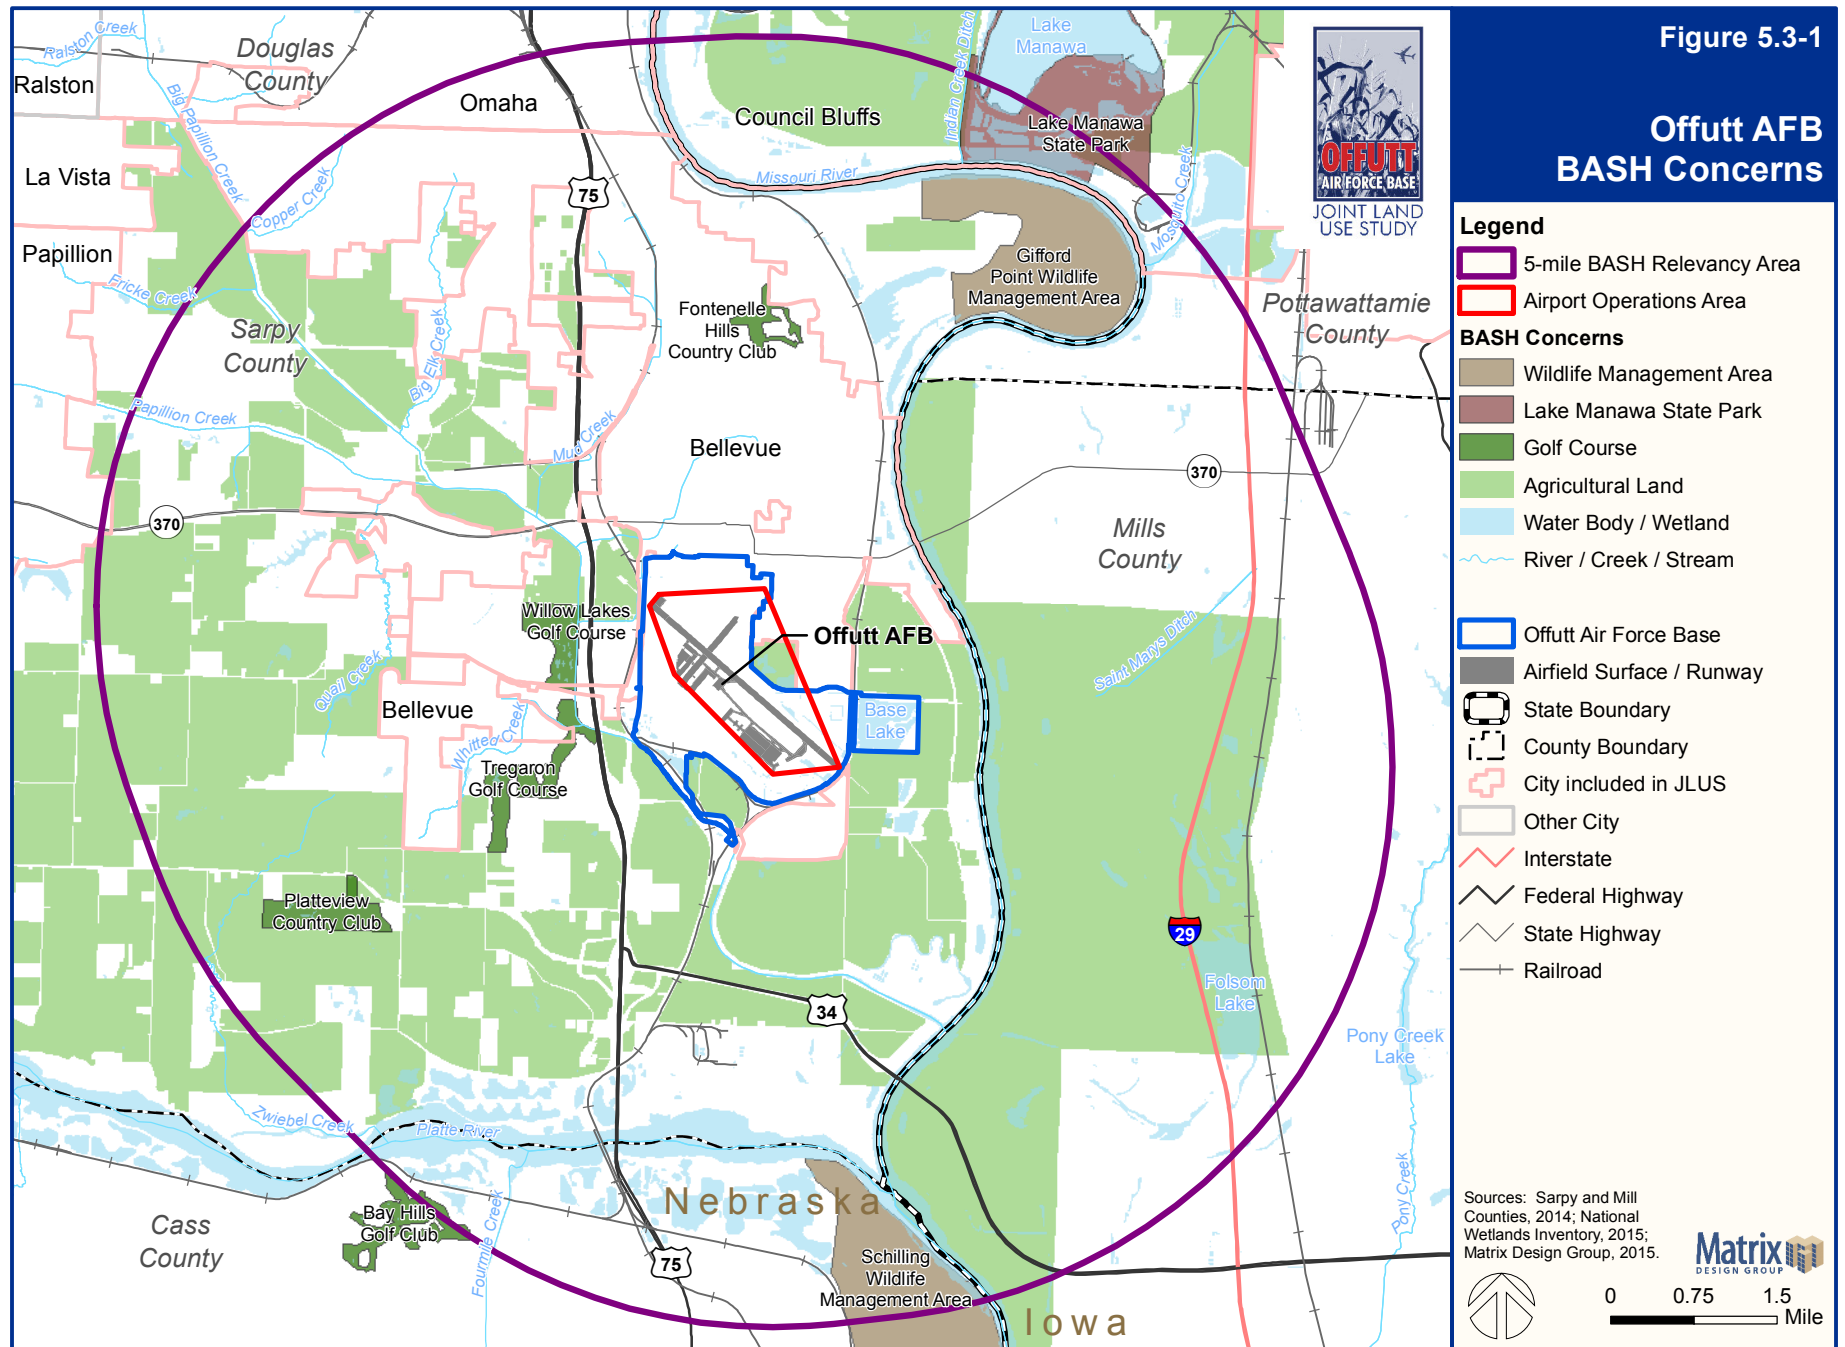 Figure 5.3-1
Offutt AFB
BASH Concerns
Legend
5-mile BASH Relevancy Area
Airport Operations Area
BASH Concerns
Wildlife Management Area
Lake Manawa State Park
Golf Course
Agricultural Land
Water Body / Wetland
River / Creek / Stream
Offutt Air Force Base
Airfield Surface / Runway
State Boundary
County Boundary
City included in JLUS
Other City
Interstate
Federal Highway
State Highway
Railroad
Sources: Sarpy and Mill
Counties, 2014; National
Wetlands Inventory, 2015;
Matrix Design Group, 2015.
Matrix
DESIGN GROUP
0 0.75 1.5
Mile
OFFUTT
AIR FORCE BASE
JOINT LAND
USE STUDY
Ralston Creek
Douglas
County
Ralston
Big Papillion Creek
Omaha
Council Bluffs
Indian Creek Ditch
Lake
Manawa
Lake Manawa
State Park
La Vista
Copper Creek
75
Missouri River
Mosquito Creek
Papillion
Fricke Creek
Gifford
Point Wildlife
Management Area
Sarpy
County
Big Elk Creek
Fontenelle
Hills
Country Club
Pottawattamie
County
Papillion Creek
Mud Creek
Bellevue
370
370
Mills
County
Willow Lakes
Golf Course
Offutt AFB
Saint Marys Ditch
Quail Creek
Bellevue
Whitted Creek
Base
Lake
Tregaron
Golf Course
Platteview
Country Club
29
34
Folsom
Lake
Pony Creek
Lake
Zwiebel Creek
Platte River
Pony Creek
Nebraska
Cass
County
Bay Hills
Golf Club
Fourmile Creek
75
Schilling
Wildlife
Management Area
Iowa